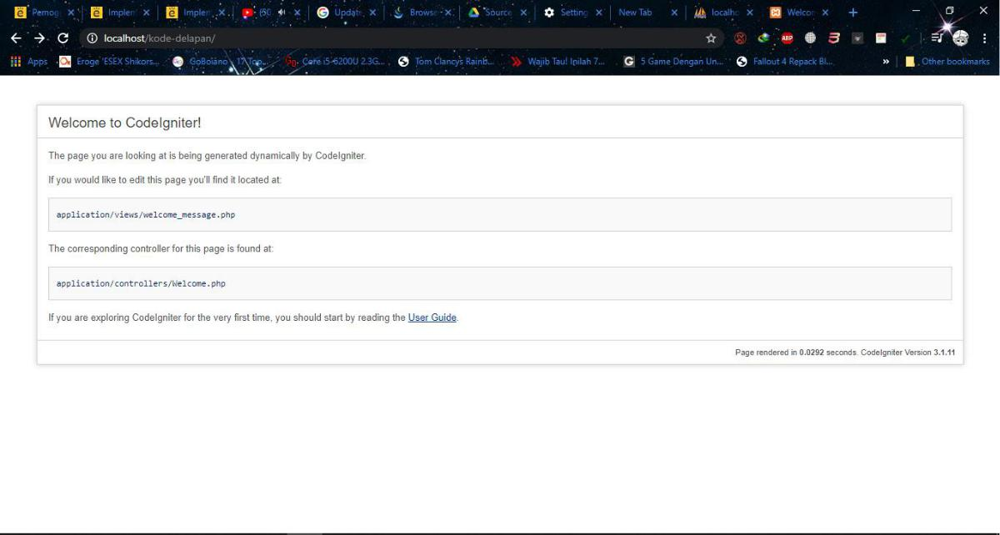 Pemog
Implem
Implem
(50
Updat
Browse
Source
Setting
New Tab
localho
Welcom
localhost/kode-delapan/
ABP
Apps
Eroge 'ESEX Shikors...
GoBoiano - 17 Top...
Core i5-6200U 2.3G...
Tom Clancy's Rainb...
Wajib Tau! Inilah 7...
G 5 Game Dengan Un...
Fallout 4 Repack Bl...
»
Other bookmarks
Welcome to CodeIgniter!
The page you are looking at is being generated dynamically by CodeIgniter.
If you would like to edit this page you'll find it located at:
application/views/welcome_message.php
The corresponding controller for this page is found at:
application/controllers/Welcome.php
If you are exploring CodeIgniter for the very first time, you should start by reading the User Guide.
Page rendered in 0.0292 seconds. CodeIgniter Version 3.1.11